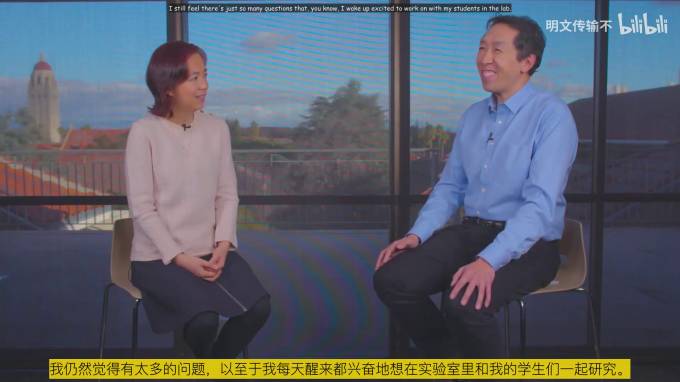 I still feel there's just so many questions that, you know, I wake up excited to work on with my students in the lab.
明文传输不 bilibili
我仍然觉得有太多的问题，以至于我每天醒来都兴奋地想在实验室里和我的学生们一起研究。